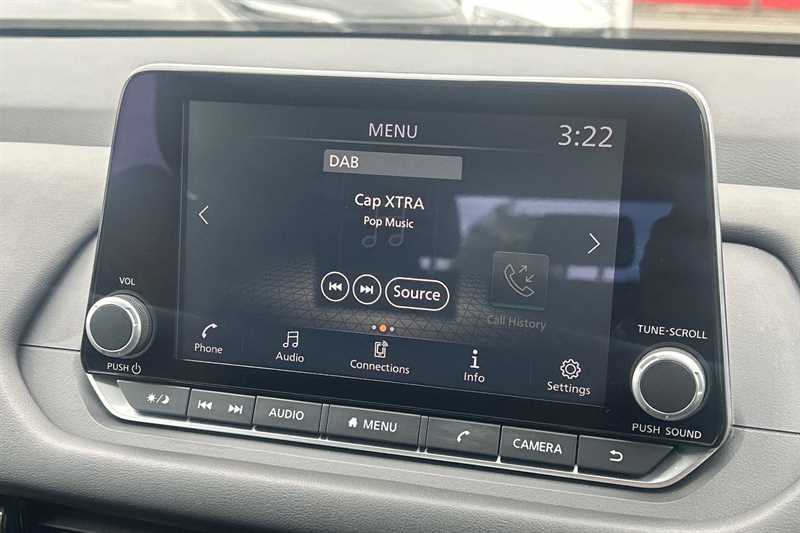 MENU
3:22
DAB
Cap XTRA
Pop Music
Source
Call History
Phone
Audio
Connections
Info
Settings
VOL
PUSH
TUNE-SCROLL
PUSH SOUND
AUDIO
MENU
CAMERA